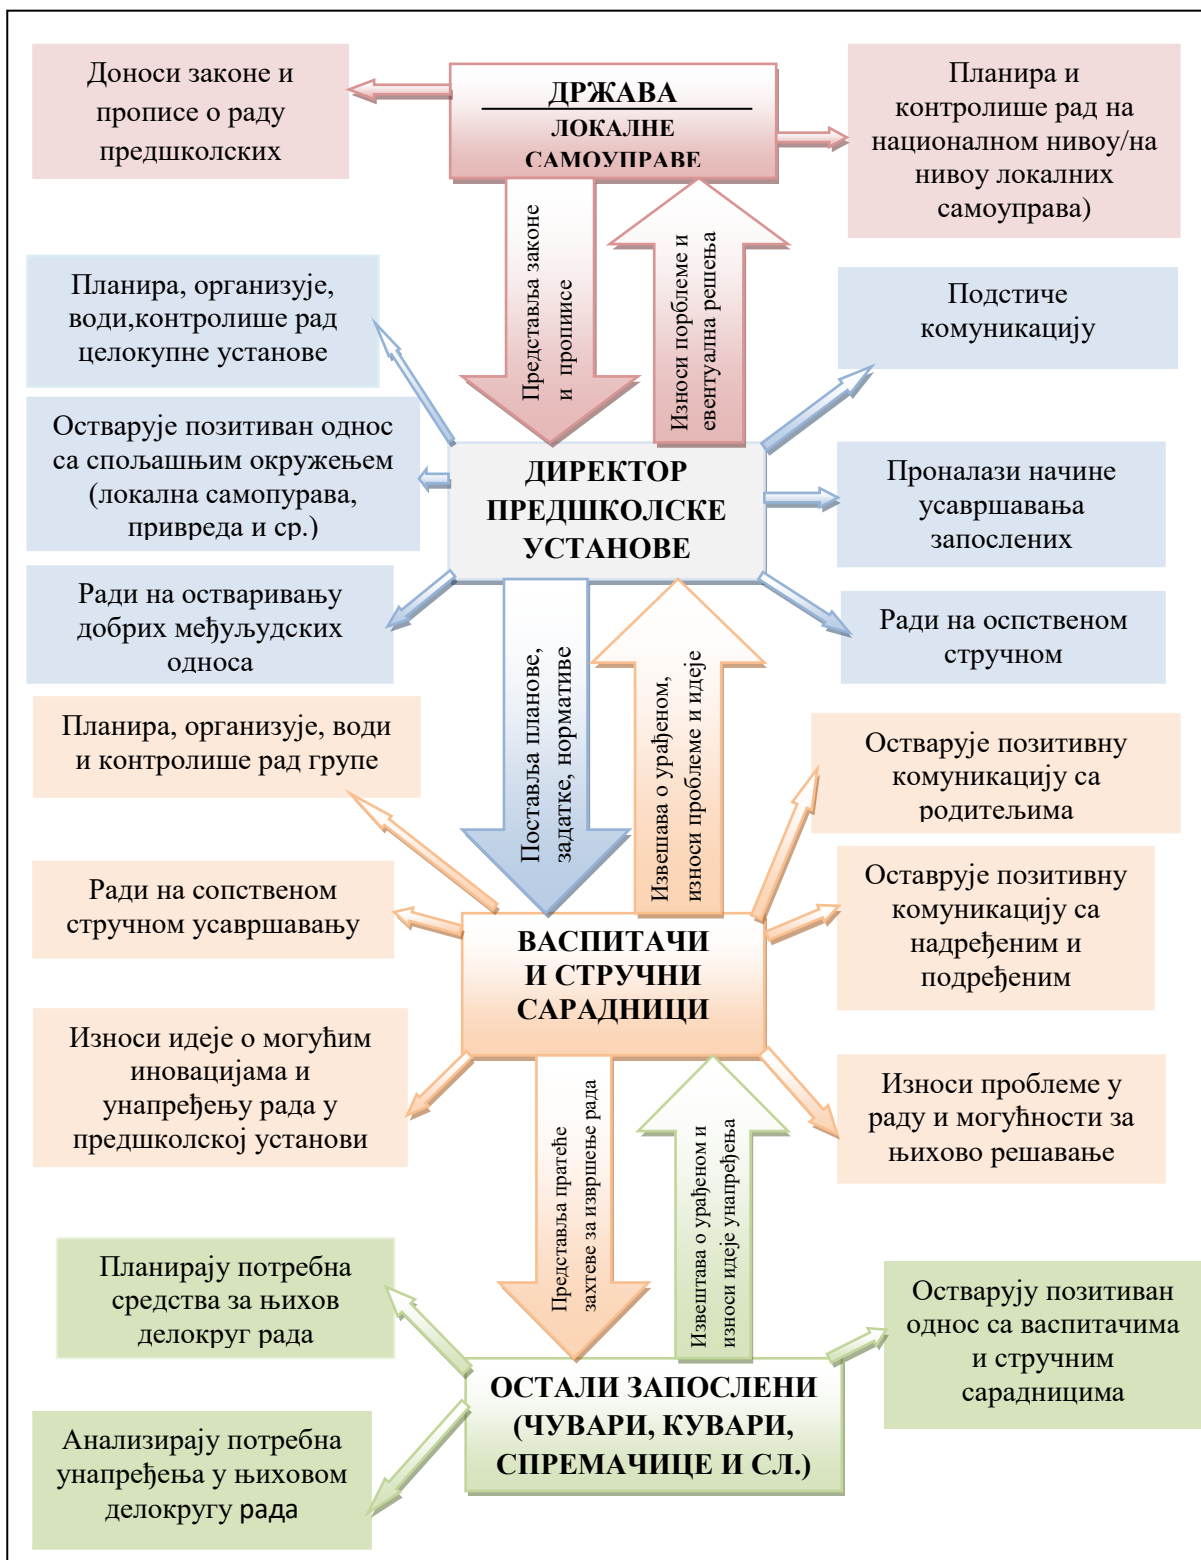 Доноси законе и
прописе о раду
предшколских
ДРЖАВА
ЛОКАЛНЕ
САМОУПРАВЕ
Планира и
контролише рад на
националном нивоу/на
нивоу локалних
самоуправа)
Представља законе
и прописе
Износи порблеме и
евентуална решења
Планира, организује,
води,контролише рад
целокупне установе
Подстиче
комуникацију
Остварује позитиван однос
са спољашњим окружењем
(локална самопурава,
привреда и ср.)
ДИРЕКТОР
ПРЕДШКОЛСКЕ
УСТАНОВЕ
Проналази начине
усавршавања
запослених
Ради на остваривању
добрих међуљудских
односа
Ради на оспственом
стручном
Поставља планове,
задатке, нормативе
Извешава о урађеном,
износи проблеме и идеје
Планира, организује, води
и контролише рад групе
Остварује позитивну
комуникацију са
родитељима
Ради на сопственом
стручном усавршавању
Оставрује позитивну
комуникацију са
надређеним и
подређеним
ВАСПИТАЧИ
И СТРУЧНИ
САРАДНИЦИ
Износи идеје о могућим
иновацијама и
унапређењу рада у
предшколској установи
Износи проблеме у
раду и могућности за
њихово решавање
Представља пратеће
захтеве за извршење рада
Извештава о урађеном и
износи идеје унапређења
Планирају потребна
средства за њихов
делокруг рада
Остварују позитиван
однос са васпитачима
и стручним
сарадницима
ОСТАЛИ ЗАПОСЛЕНИ
(ЧУВАРИ, КУВАРИ,
СПРЕМАЧИЦЕ И СЛ.)
Анализирају потребна
унапређења у њиховом
делокругу рада